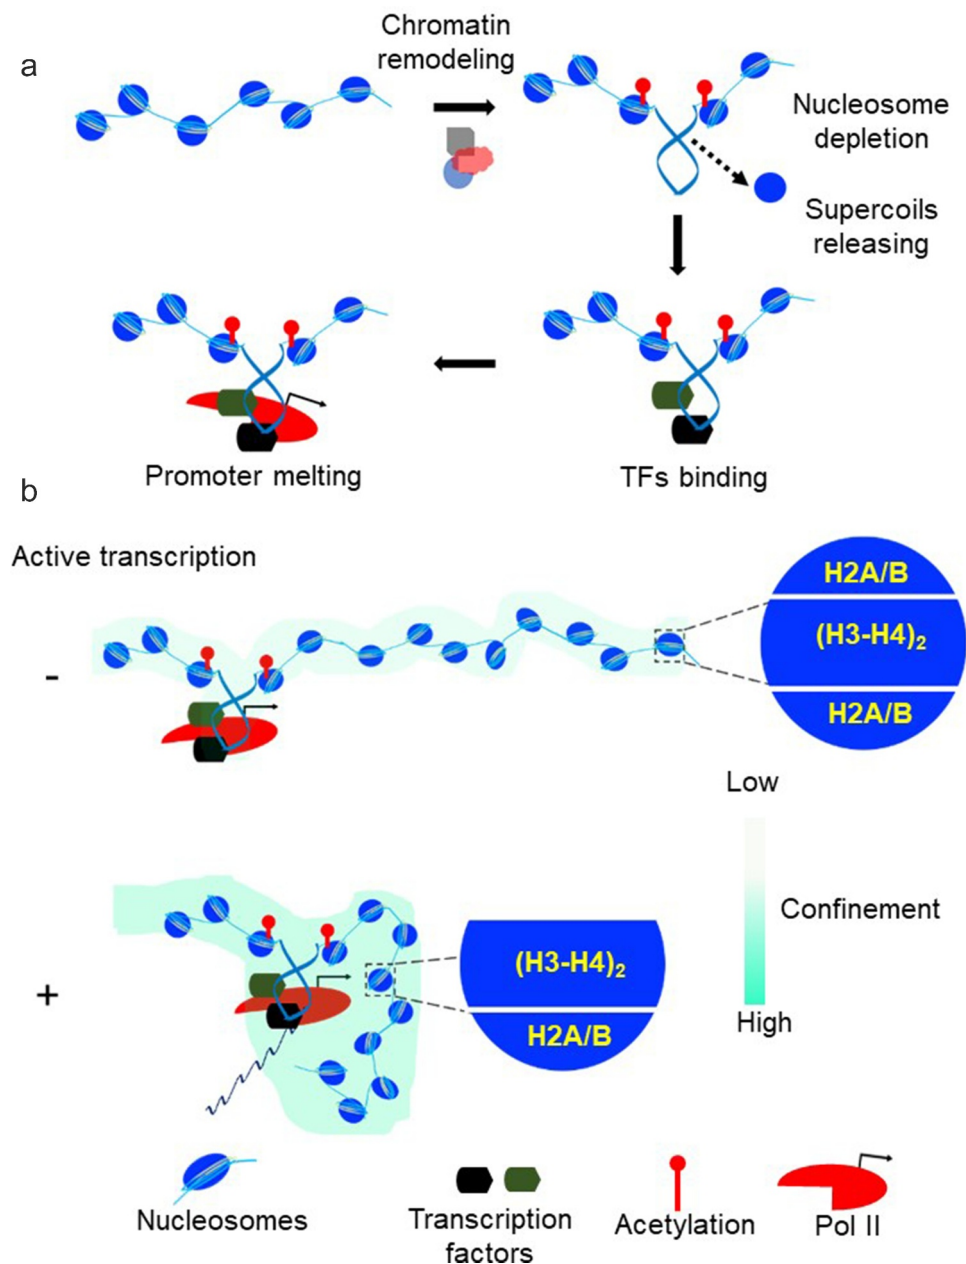 a
Chromatin
remodeling
Nucleosome
depletion
Supercoils
releasing
Promoter melting
TFs binding
b
Active transcription
H2A/B
(H3-H4)2
H2A/B
-
Low
Confinement
High
+
(H3-H4)2
H2A/B
Nucleosomes
Transcription
factors
Acetylation
Pol II